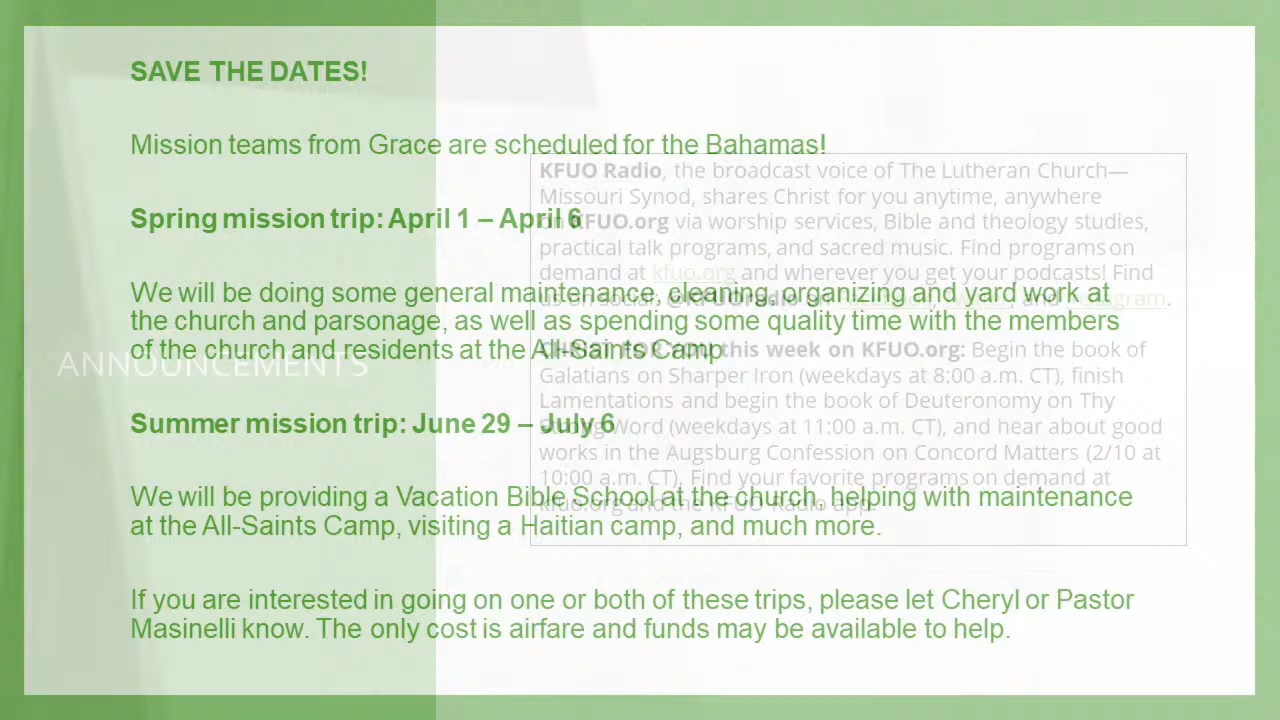 SAVE THE DATES!
Mission teams from Grace are scheduled for the Bahamas!
Spring mission trip: April 1 – April 6
We will be doing some general maintenance, cleaning, organizing and yard work at
the church and parsonage, as well as spending some quality time with the members
of the church and residents at the All-Saints Camp.
Summer mission trip: June 29 – July 6
We will be providing a Vacation Bible School at the church, helping with maintenance
at the All-Saints Camp, visiting a Haitian camp, and much more.
If you are interested in going on one or both of these trips, please let Cheryl or Pastor
Masinelli know. The only cost is airfare and funds may be available to help.
ANNOUNCEMENTS
KFUO Radio, the broadcast voice of The Lutheran Church—
Missouri Synod, shares Christ for you anytime, anywhere
on KFUO.org via worship services, Bible and theology studies,
practical talk programs, and sacred music. Find programs on
demand at kfuo.org and wherever you get your podcasts! Find
@KFUOradio on and Instagram.
this week on KFUO.org: Begin the book of
Galatians on Sharper Iron (weekdays at 8:00 a.m. CT), finish
Lamentations and begin the book of Deuteronomy on Thy
Strong Word (weekdays at 11:00 a.m. CT), and hear about good
works in the Augsburg Confession on Concord Matters (2/10 at
10:00 a.m. CT). Find your favorite programs on demand at
kfuo.org and the KFUO Radio app.